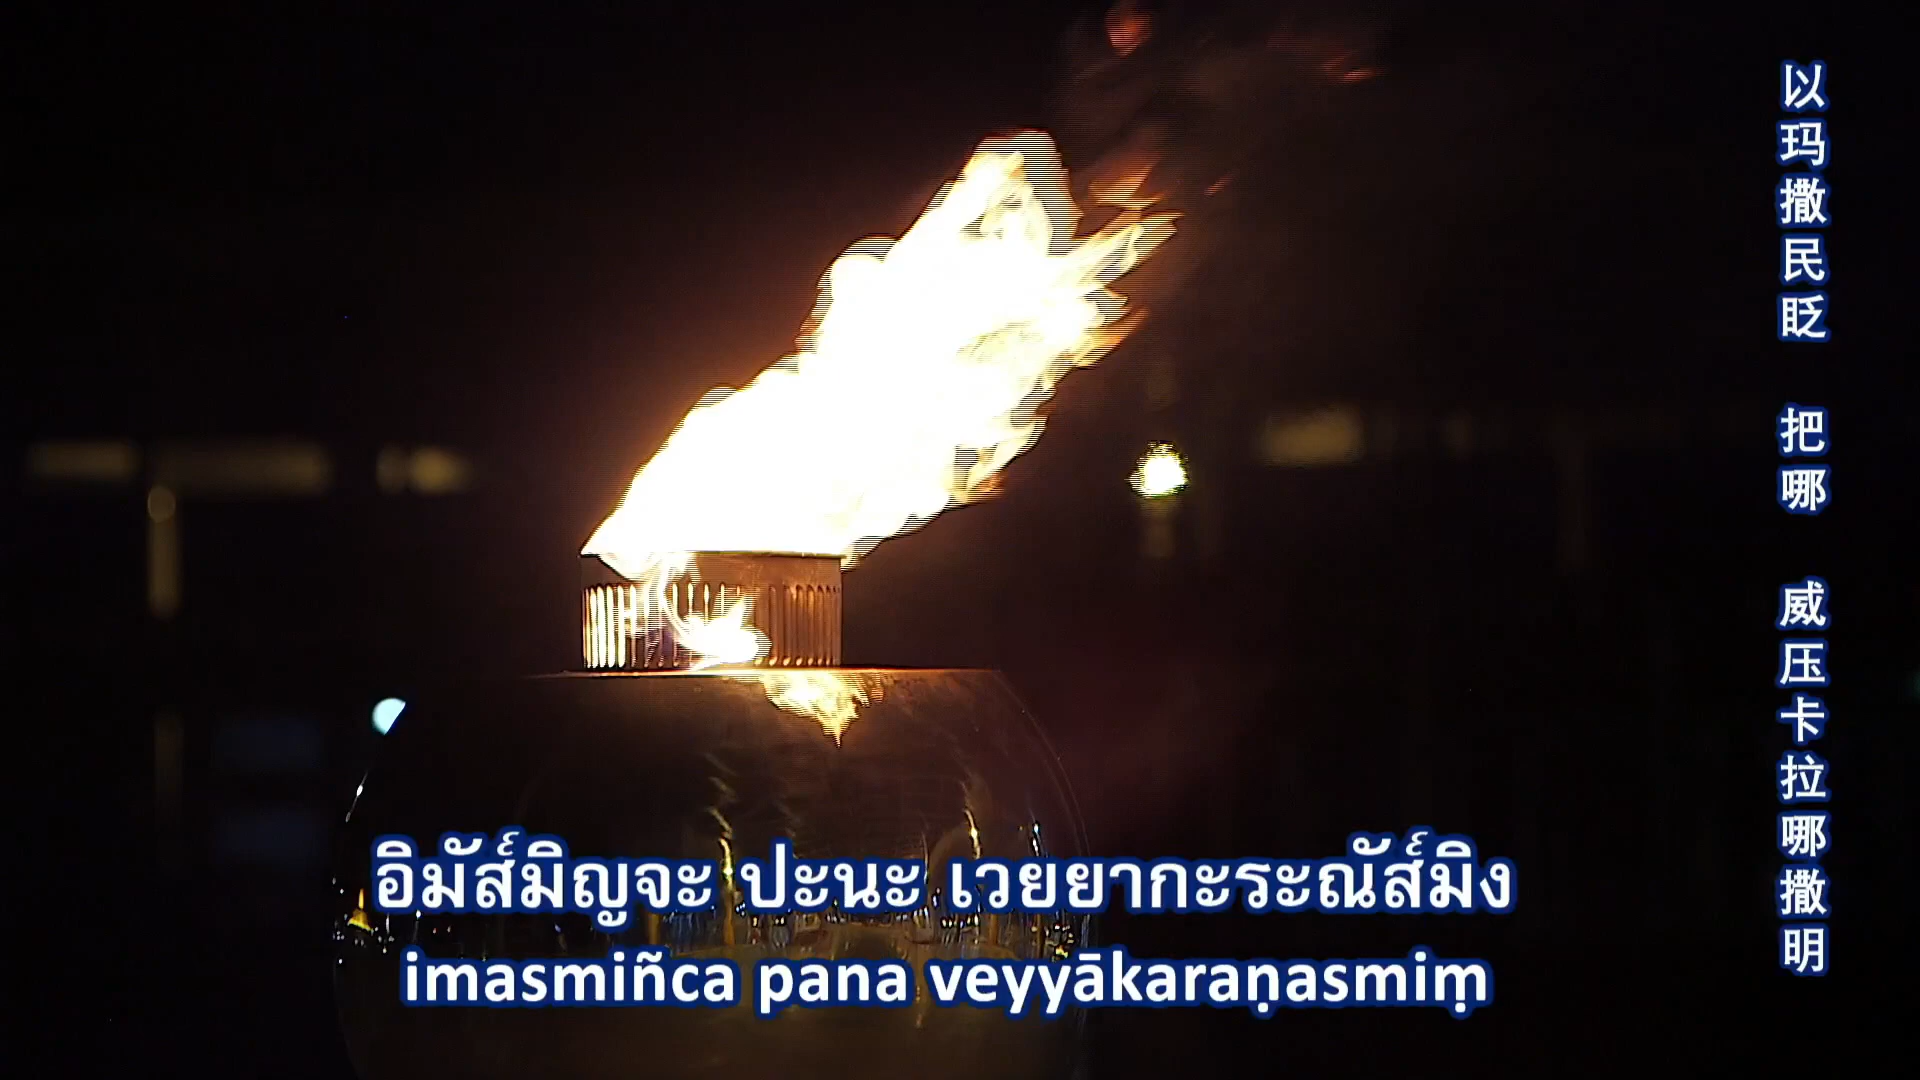 อิมัส์มิญจะ ปะนะ เวยยากะระณัส์มิง
imasmiñca pana veyyākaraṇasmiṃ
以玛撒民眨 把哪 威压卡拉哪撒明